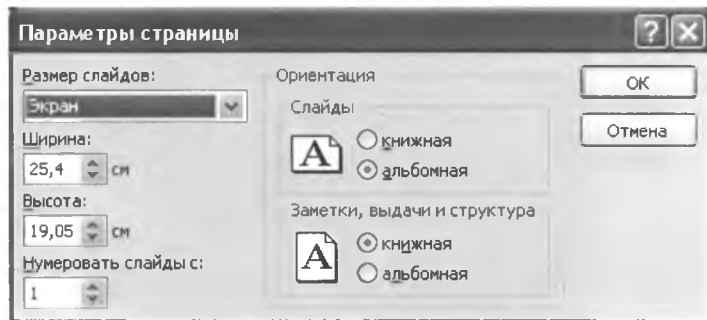 Параметры страницы
Размер слайдов:
Экран
Ширина:
25,4 см
Высота:
19,05 см
Нумеровать слайды с:
1
Ориентация
Слайды
A
книжная
альбомная
Заметки, выдачи и структура
A
книжная
альбомная
ОК
Отмена